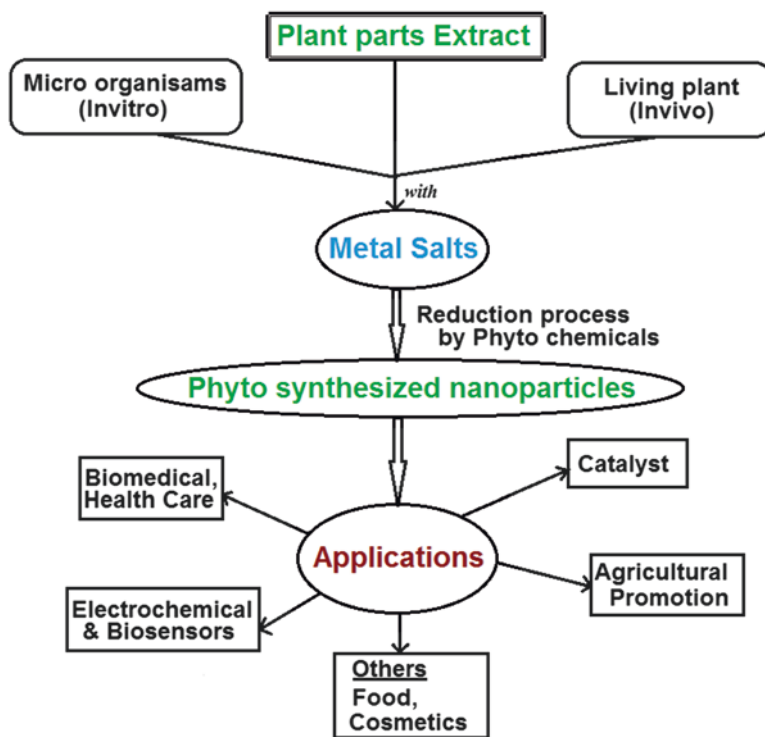 Plant parts Extract
Micro organisams
(Invitro)
Living plant
(Invivo)
with
Metal Salts
Reduction process
by Phyto chemicals
Phyto synthesized nanoparticles
Biomedical,
Health Care
Catalyst
Applications
Electrochemical
& Biosensors
Agricultural
Promotion
Others
Food,
Cosmetics